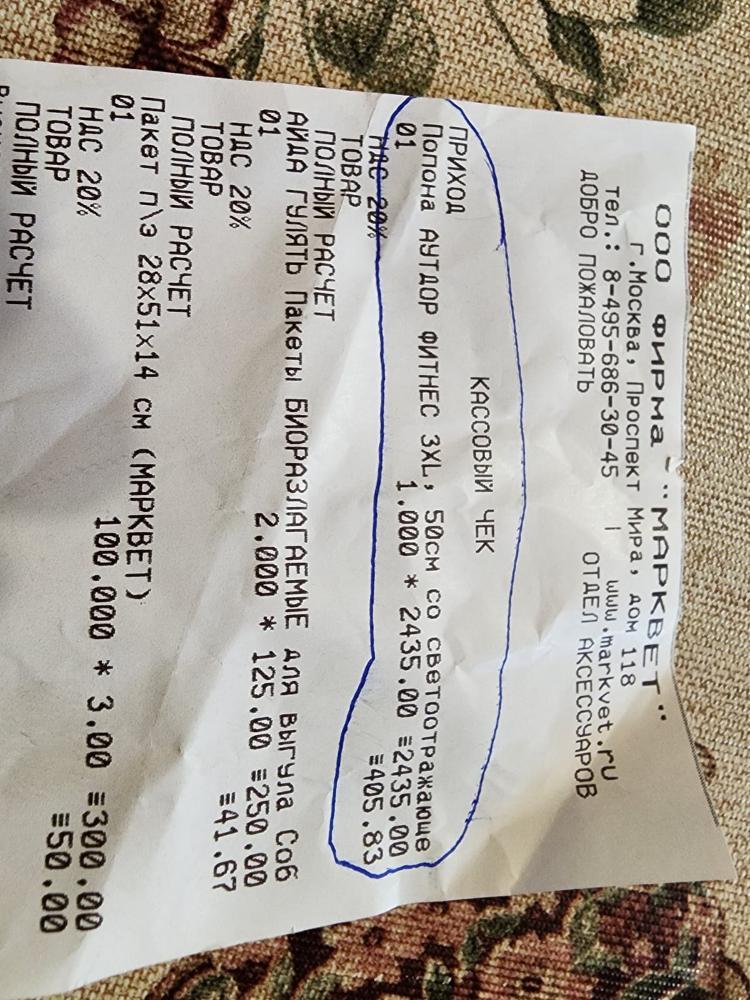 ООО ФИРМА "МАРКВЕТ"
Г.Москва, Проспект Мира, дом 118
тел.: 8-495-686-30-45 | www.markvet.ru
ДОБРО ПОЖАЛОВАТЬ ОТДЕЛ АКСЕССУАРОВ
КАССОВЫЙ ЧЕК
ПРИХОД
Попона АУТДОР ФИТНЕС 3XL, 50см со светоотражающе
01 1.000 * 2435.00 ≡2435.00
НДС 20% ≡405.83
ТОВАР
ПОЛНЫЙ РАСЧЕТ
АЙДА ГУЛЯТЬ Пакеты БИОРАЗЛАГАЕМЫЕ для выгула Соб
01 2.000 * 125.00 ≡250.00
НДС 20% ≡41.67
ТОВАР
ПОЛНЫЙ РАСЧЕТ
Пакет п\э 28x51x14 см (МАРКВЕТ)
01 100.000 * 3.00 ≡300.00
НДС 20% ≡50.00
ТОВАР
ПОЛНЫЙ РАСЧЕТ